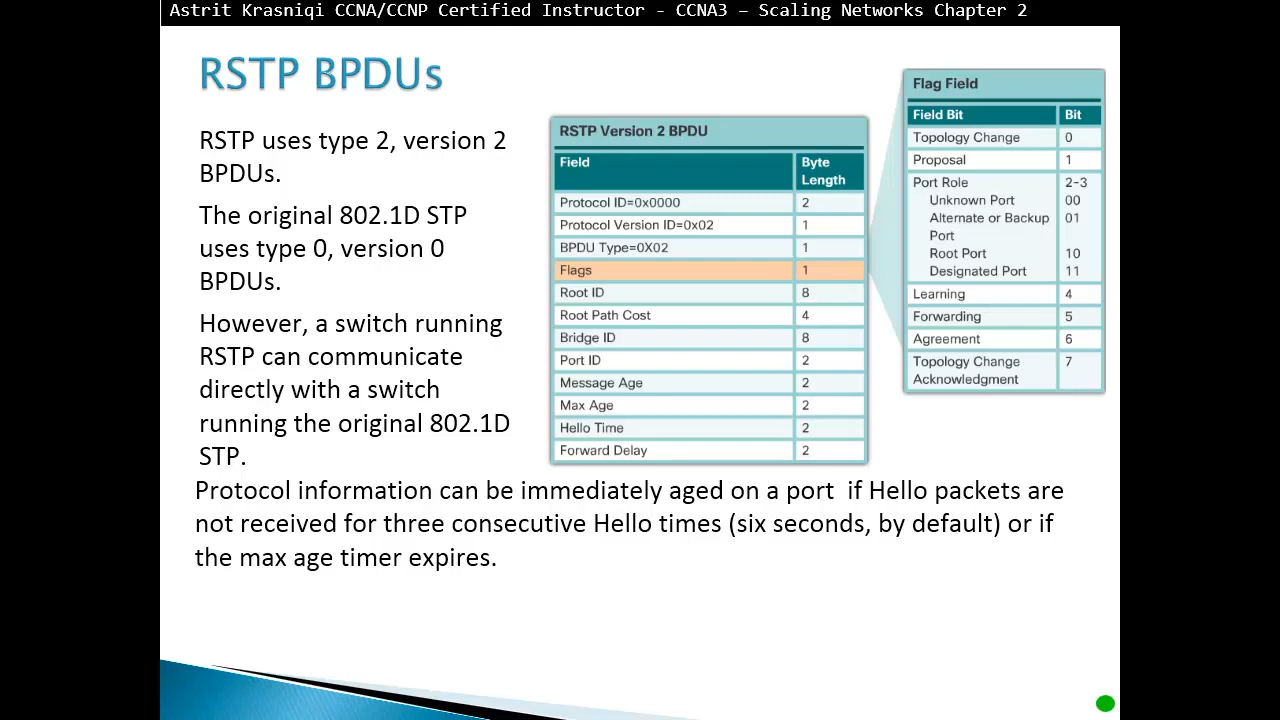 Astrit Krasniqi CCNA/CCNP Certified Instructor - CCNA3 – Scaling Networks Chapter 2
RSTP BPDUs
RSTP uses type 2, version 2
BPDUs.
The original 802.1D STP
uses type 0, version 0
BPDUs.
However, a switch running
RSTP can communicate
directly with a switch
running the original 802.1D
STP.
Protocol information can be immediately aged on a port if Hello packets are
not received for three consecutive Hello times (six seconds, by default) or if
the max age timer expires.
RSTP Version 2 BPDU
Field Byte
Length
Protocol ID=0x0000 2
Protocol Version ID=0x02 1
BPDU Type=0X02 1
Flags 1
Root ID 8
Root Path Cost 4
Bridge ID 8
Port ID 2
Message Age 2
Max Age 2
Hello Time 2
Forward Delay 2
Flag Field
Field Bit Bit
Topology Change 0
Proposal 1
Port Role 2-3
Unknown Port 00
Alternate or Backup 01
Port
Root Port 10
Designated Port 11
Learning 4
Forwarding 5
Agreement 6
Topology Change 7
Acknowledgment